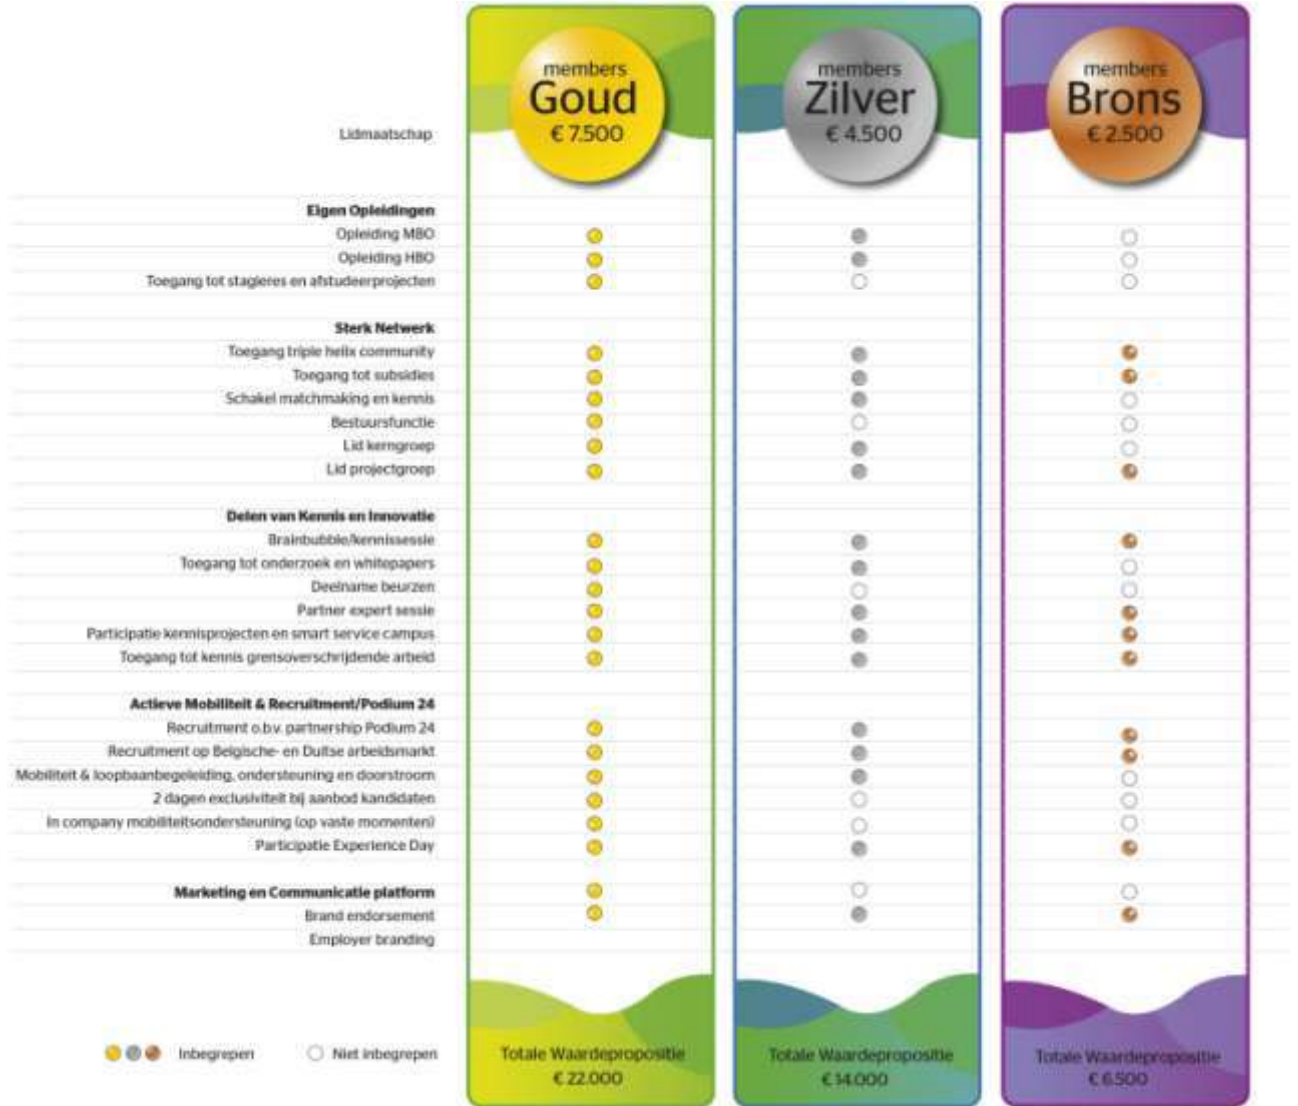 members
Goud
€ 7.500
members
Zilver
€ 4.500
members
Brons
€ 2.500
Lidmaatschap
Eigen Opleidingen
Opleiding MBO
Opleiding HBO
Toegang tot stagieres en afstudeerprojecten
Sterk Netwerk
Toegang triple helix community
Toegang tot subsidies
Schakel matchmaking en kennis
Bestuursfunctie
Lid kerngroep
Lid projectgroep
Delen van Kennis en Innovatie
Brainbubble/kennissessie
Toegang tot onderzoek en whitepapers
Deelname beurzen
Partner expert sessie
Participatie kennisprojecten en smart service campus
Toegang tot kennis grensoverschrijdende arbeid
Actieve Mobiliteit & Recruitment/Podium 24
Recruitment o.b.v. partnership Podium 24
Recruitment op Belgische- en Duitse arbeidsmarkt
Mobiliteit & loopbaanbegeleiding, ondersteuning en doorstroom
2 dagen exclusiviteit bij aanbod kandidaten
In company mobiliteitsondersteuning (op vaste momenten)
Participatie Experience Day
Marketing en Communicatie platform
Brand endorsement
Employer branding
Inbegrepen
Niet inbegrepen
Totale Waardepropositie
€ 22.000
Totale Waardepropositie
€ 14.000
Totale Waardepropositie
€ 6.500